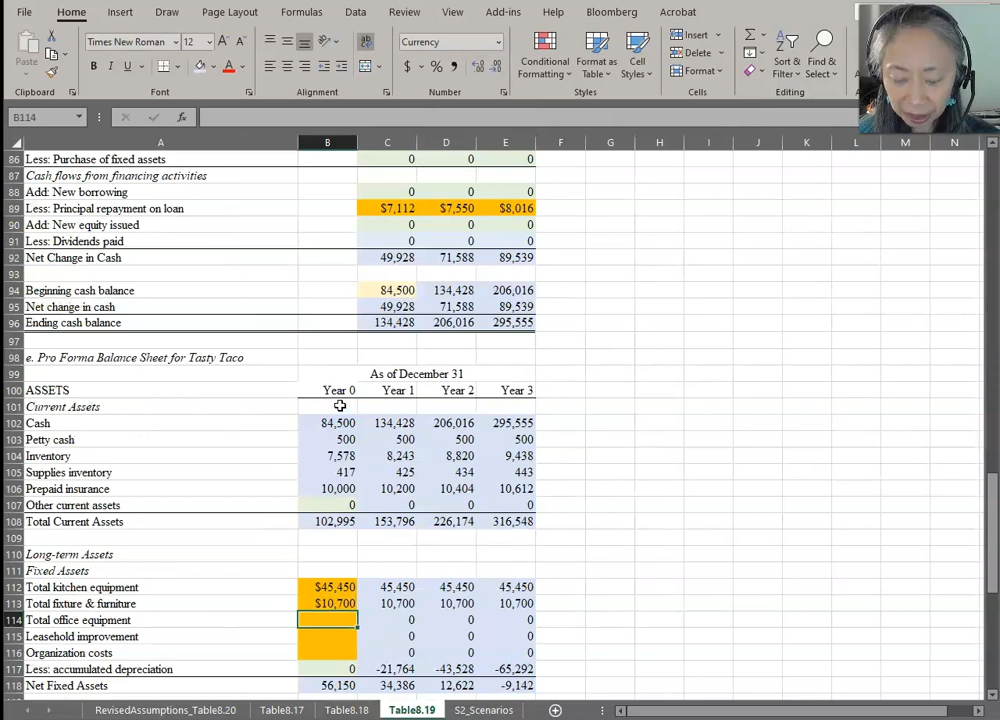 File Home Insert Draw Page Layout Formulas Data Review View Add-ins Help Bloomberg Acrobat
Paste Times New Roman 12 A A Currency Conditional Formatting Format as Table Cell Styles Insert Delete Format Sort & Filter Find & Select
B I U A $ % ,
Clipboard Font Alignment Number Styles Cells Editing
B114 fx
A B C D E F G H I J K L M N
86 Less: Purchase of fixed assets 0 0 0
87 Cash flows from financing activities
88 Add: New borrowing 0 0 0
89 Less: Principal repayment on loan $7,112 $7,550 $8,016
90 Add: New equity issued 0 0 0
91 Less: Dividends paid 0 0 0
92 Net Change in Cash 49,928 71,588 89,539
93
94 Beginning cash balance 84,500 134,428 206,016
95 Net change in cash 49,928 71,588 89,539
96 Ending cash balance 134,428 206,016 295,555
97
98 e. Pro Forma Balance Sheet for Tasty Taco
99 As of December 31
100 ASSETS Year 0 Year 1 Year 2 Year 3
101 Current Assets
102 Cash 84,500 134,428 206,016 295,555
103 Petty cash 500 500 500 500
104 Inventory 7,578 8,243 8,820 9,438
105 Supplies inventory 417 425 434 443
106 Prepaid insurance 10,000 10,200 10,404 10,612
107 Other current assets 0 0 0 0
108 Total Current Assets 102,995 153,796 226,174 316,548
109
110 Long-term Assets
111 Fixed Assets
112 Total kitchen equipment $45,450 45,450 45,450 45,450
113 Total fixture & furniture $10,700 10,700 10,700 10,700
114 Total office equipment 0 0 0
115 Leasehold improvement 0 0 0
116 Organization costs 0 0 0
117 Less: accumulated depreciation 0 -21,764 -43,528 -65,292
118 Net Fixed Assets 56,150 34,386 12,622 -9,142
RevisedAssumptions_Table8.20 Table8.17 Table8.18 Table8.19 S2_Scenarios